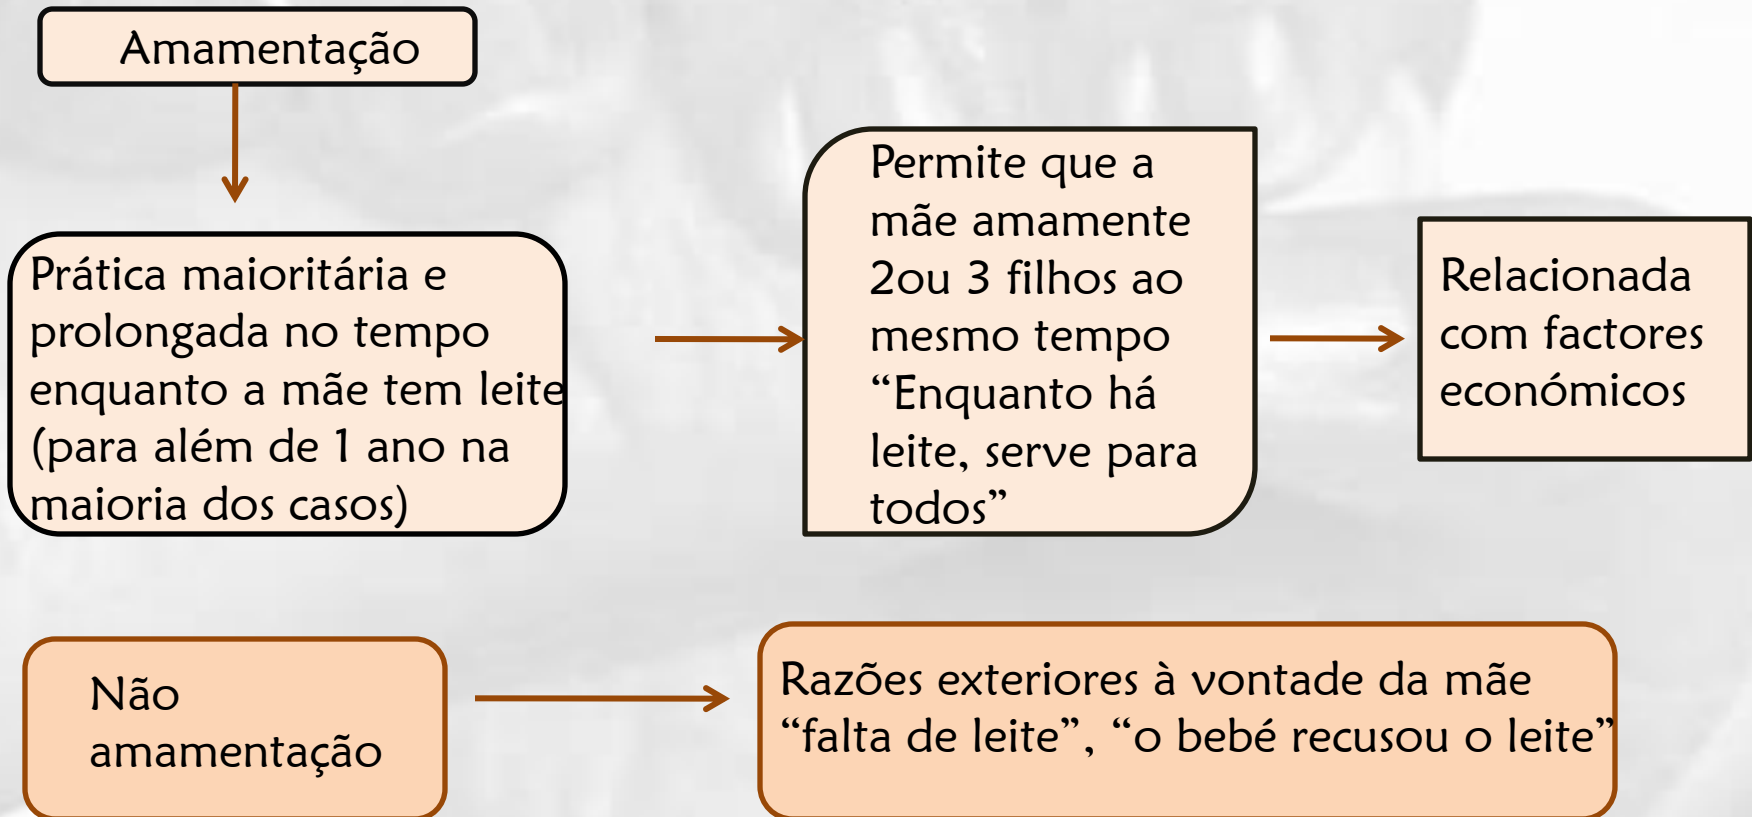 Amamentação
Prática maioritária e
prolongada no tempo
enquanto a mãe tem leite
(para além de 1 ano na
maioria dos casos)
Permite que a
mãe amamente
2ou 3 filhos ao
mesmo tempo
“Enquanto há
leite, serve para
todos”
Relacionada
com factores
económicos
Não
amamentação
Razões exteriores à vontade da mãe
“falta de leite”, “o bebé recusou o leite”